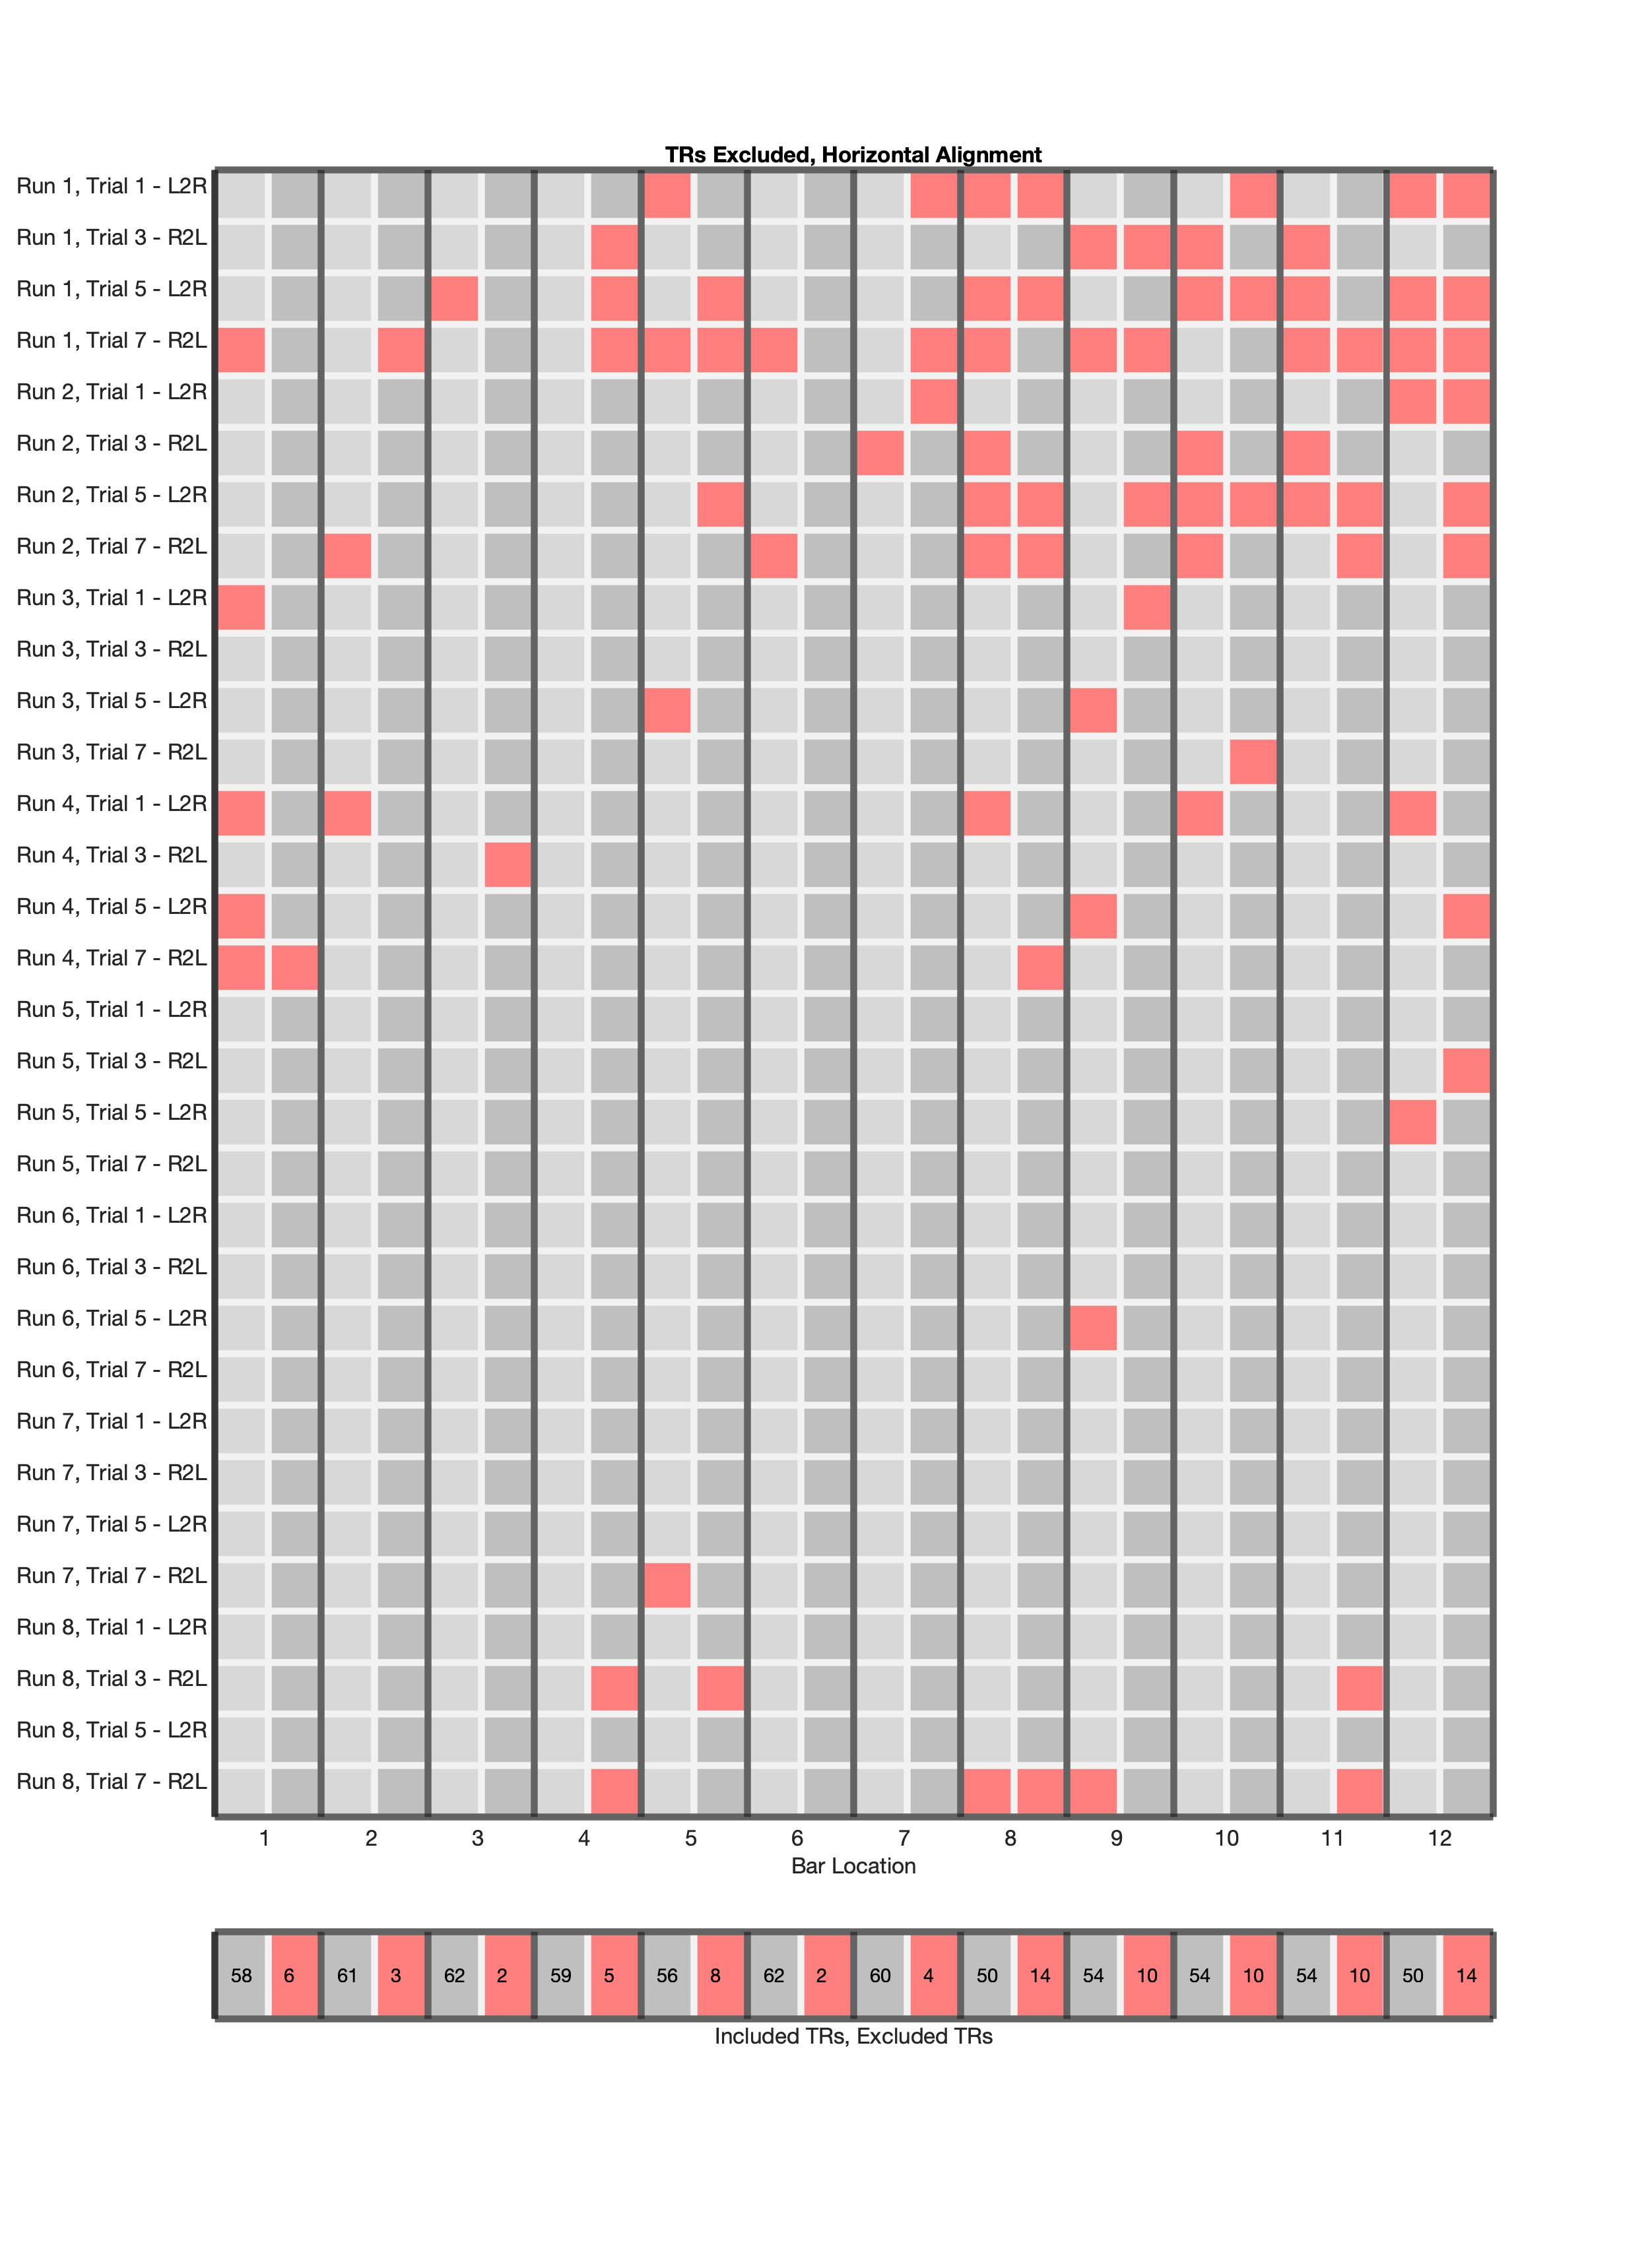 TRs Excluded, Horizontal Alignment
Run 1, Trial 1 - L2R
Run 1, Trial 3 - R2L
Run 1, Trial 5 - L2R
Run 1, Trial 7 - R2L
Run 2, Trial 1 - L2R
Run 2, Trial 3 - R2L
Run 2, Trial 5 - L2R
Run 2, Trial 7 - R2L
Run 3, Trial 1 - L2R
Run 3, Trial 3 - R2L
Run 3, Trial 5 - L2R
Run 3, Trial 7 - R2L
Run 4, Trial 1 - L2R
Run 4, Trial 3 - R2L
Run 4, Trial 5 - L2R
Run 4, Trial 7 - R2L
Run 5, Trial 1 - L2R
Run 5, Trial 3 - R2L
Run 5, Trial 5 - L2R
Run 5, Trial 7 - R2L
Run 6, Trial 1 - L2R
Run 6, Trial 3 - R2L
Run 6, Trial 5 - L2R
Run 6, Trial 7 - R2L
Run 7, Trial 1 - L2R
Run 7, Trial 3 - R2L
Run 7, Trial 5 - L2R
Run 7, Trial 7 - R2L
Run 8, Trial 1 - L2R
Run 8, Trial 3 - R2L
Run 8, Trial 5 - L2R
Run 8, Trial 7 - R2L
1 2 3 4 5 6 7 8 9 10 11 12
Bar Location
58 6 61 3 62 2 59 5 56 8 62 2 60 4 50 14 54 10 54 10 54 10 50 14
Included TRs, Excluded TRs